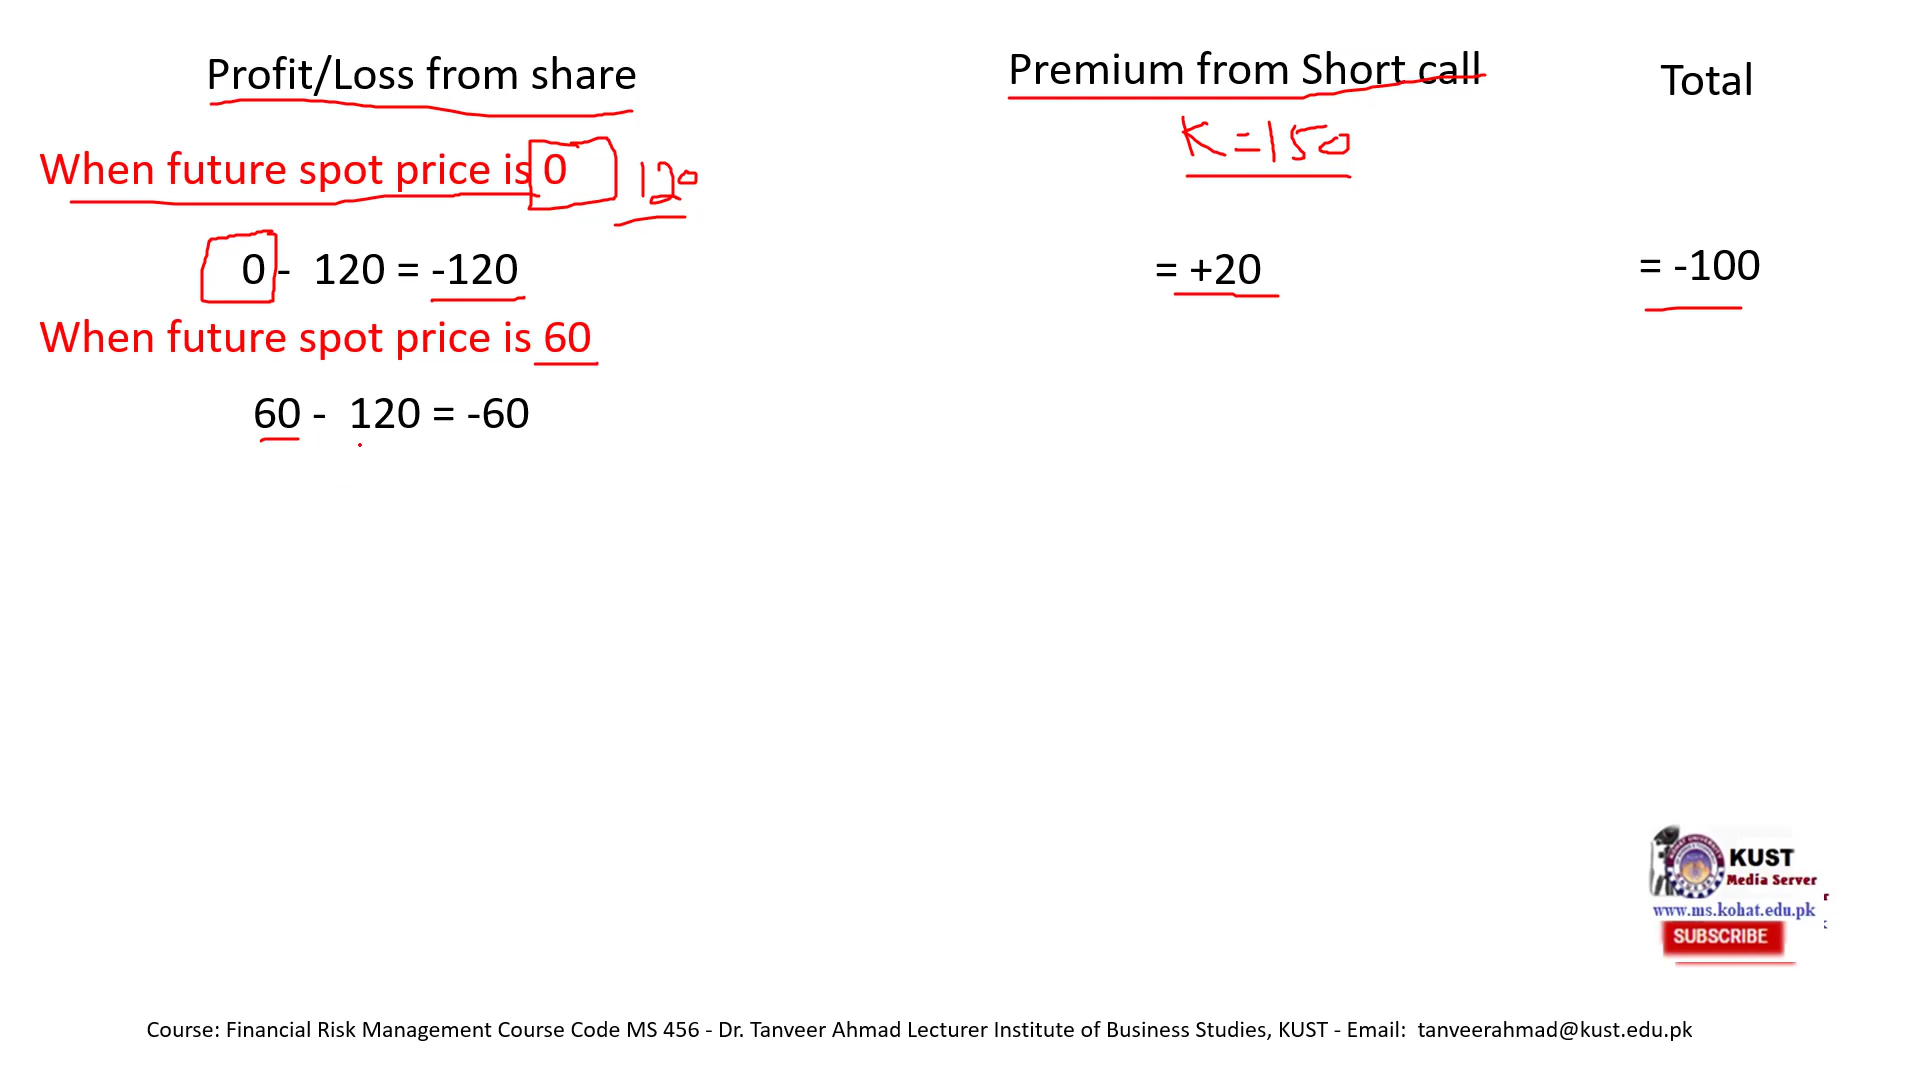 Profit/Loss from share
Premium from Short call
Total
K=150
When future spot price is 0
120
0 - 120 = -120
= +20
= -100
When future spot price is 60
60 - 120 = -60
KUST
Media Server
www.ms.kohat.edu.pk
SUBSCRIBE
Course: Financial Risk Management Course Code MS 456 - Dr. Tanveer Ahmad Lecturer Institute of Business Studies, KUST - Email: tanveerahmad@kust.edu.pk